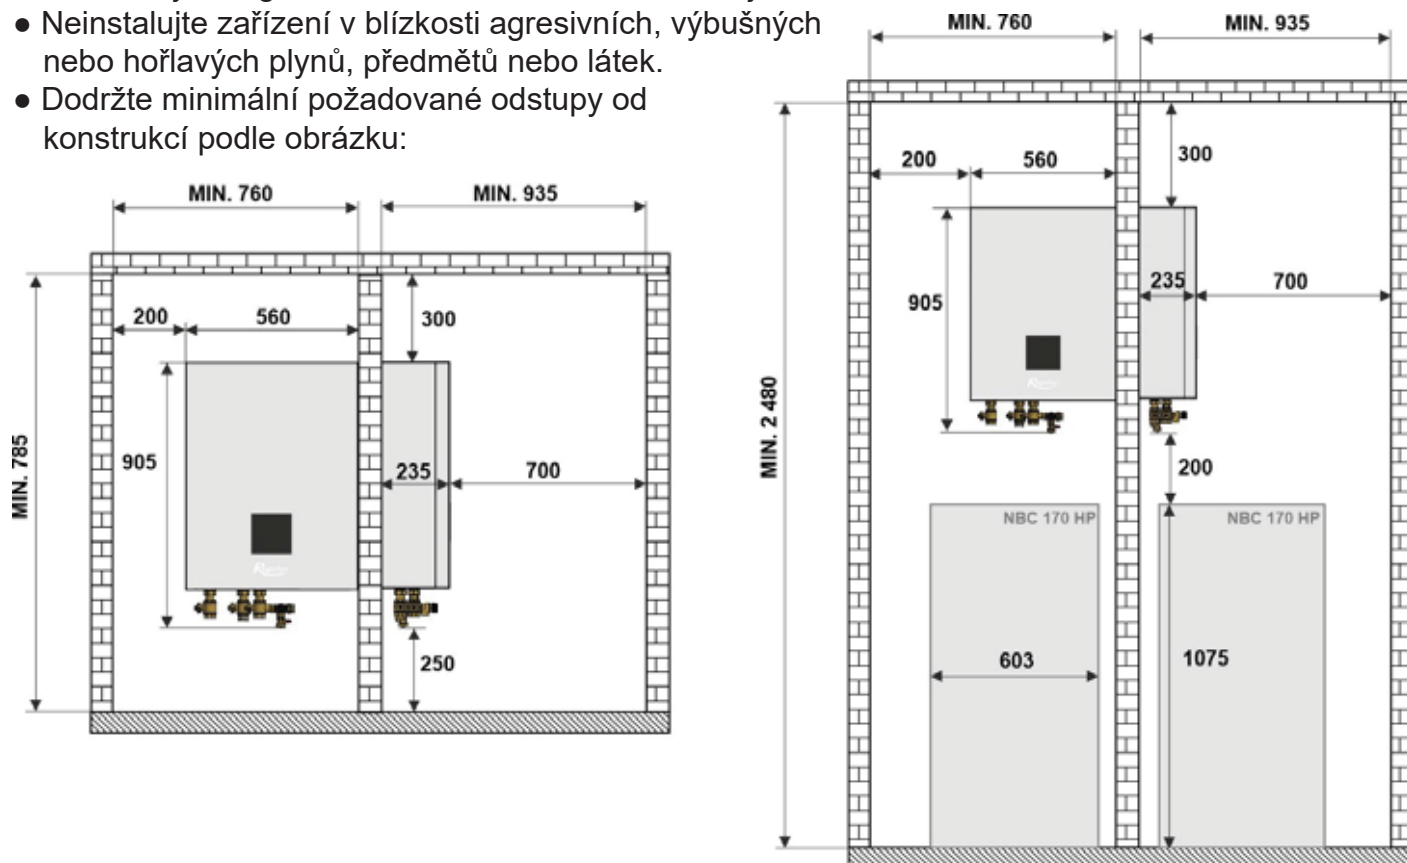 ● Neinstalujte zařízení v blízkosti agresivních, výbušných
nebo hořlavých plynů, předmětů nebo látek.
● Dodržte minimální požadované odstupy od
konstrukcí podle obrázku:
MIN. 760
MIN. 935
200
560
300
MIN. 785
905
235
700
250
MIN. 760
MIN. 935
200
560
300
905
235
700
MIN. 2 480
200
NBC 170 HP
NBC 170 HP
603
1075